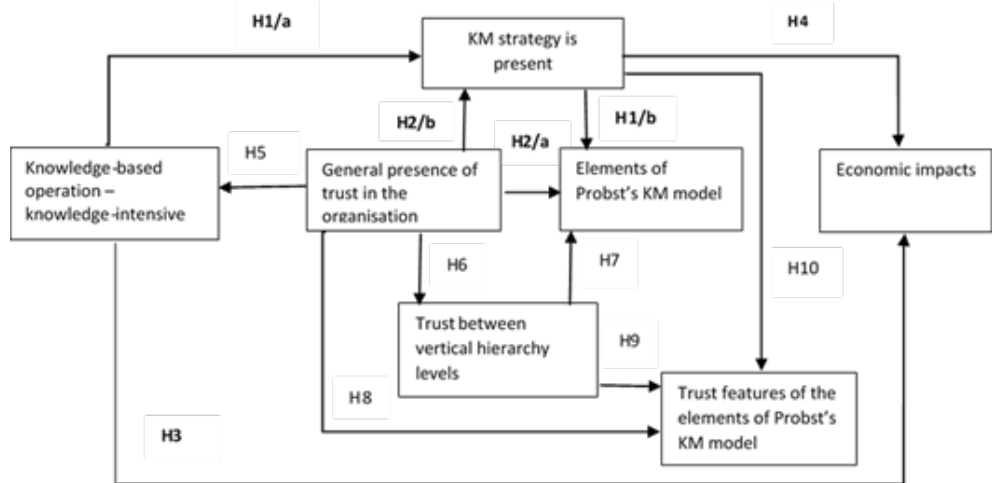 H1/a
KM strategy is
present
H4
H2/b
H1/b
H2/a
H5
Knowledge-based
operation –
knowledge-intensive
General presence of
trust in the
organisation
Elements of
Probst's KM model
Economic impacts
H6
H7
H10
Trust between
vertical hierarchy
levels
H9
H8
Trust features of the
elements of Probst's
KM model
H3